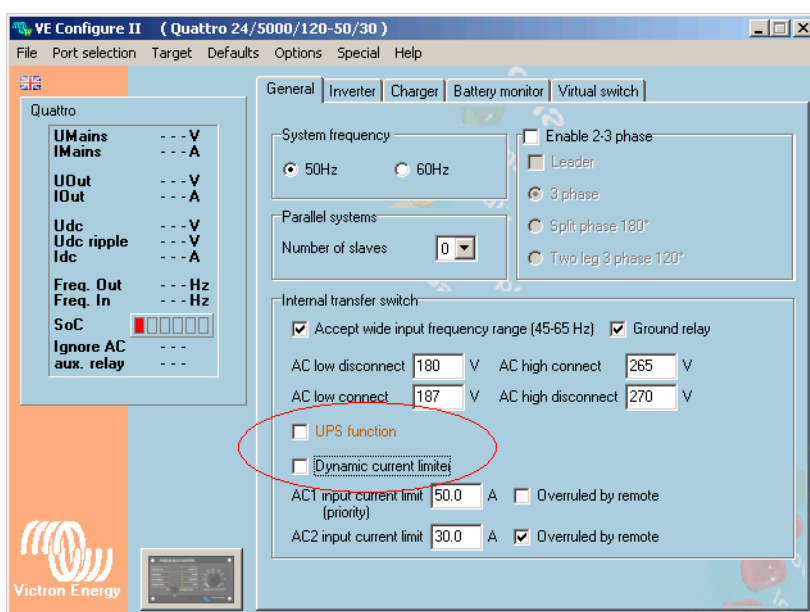 VE Configure II ( Quattro 24/5000/120-50/30 )
File Port selection Target Defaults Options Special Help
General Inverter Charger Battery monitor Virtual switch
Quattro
UMains - - - V
IMains - - - A
UOut - - - V
IOut - - - A
Udc - - - V
Udc ripple - - - V
Idc - - - A
Freq. Out - - - Hz
Freq. In - - - Hz
SoC
Ignore AC - - -
aux. relay - - -
System frequency
50Hz 60Hz
Parallel systems
Number of slaves 0
Enable 2-3 phase
Leader
3 phase
Split phase 180°
Two leg 3 phase 120°
Internal transfer switch
Accept wide input frequency range (45-65 Hz) Ground relay
AC low disconnect 180 V AC high connect 265 V
AC low connect 187 V AC high disconnect 270 V
UPS function
Dynamic current limiter
AC1 input current limit 50.0 A Overruled by remote
(priority)
AC2 input current limit 30.0 A Overruled by remote
Victron Energy